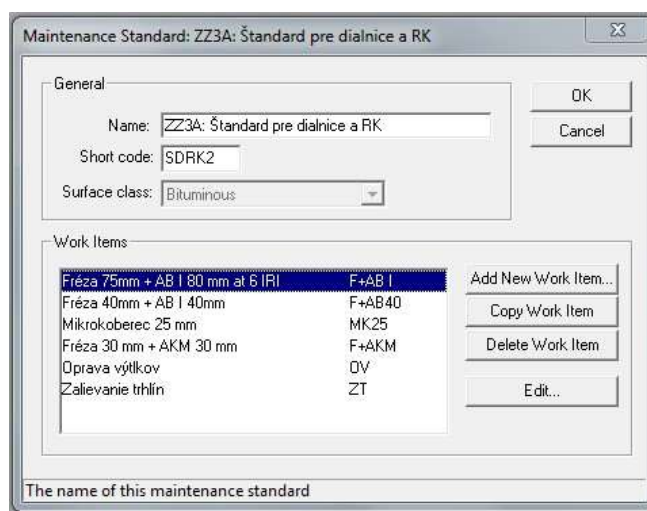 Maintenance Standard: ZZ3A: Štandard pre dialnice a RK
General
Name: ZZ3A: Štandard pre dialnice a RK
Short code: SDRK2
Surface class: Bituminous
OK
Cancel
Work Items
Fréza 75mm + AB I 80 mm at 6 IRI F+AB I
Fréza 40mm + AB I 40mm F+AB40
Mikrokoberec 25 mm MK25
Fréza 30 mm + AKM 30 mm F+AKM
Oprava výtlkov OV
Zalievanie trhlín ZT
Add New Work Item...
Copy Work Item
Delete Work Item
Edit...
The name of this maintenance standard